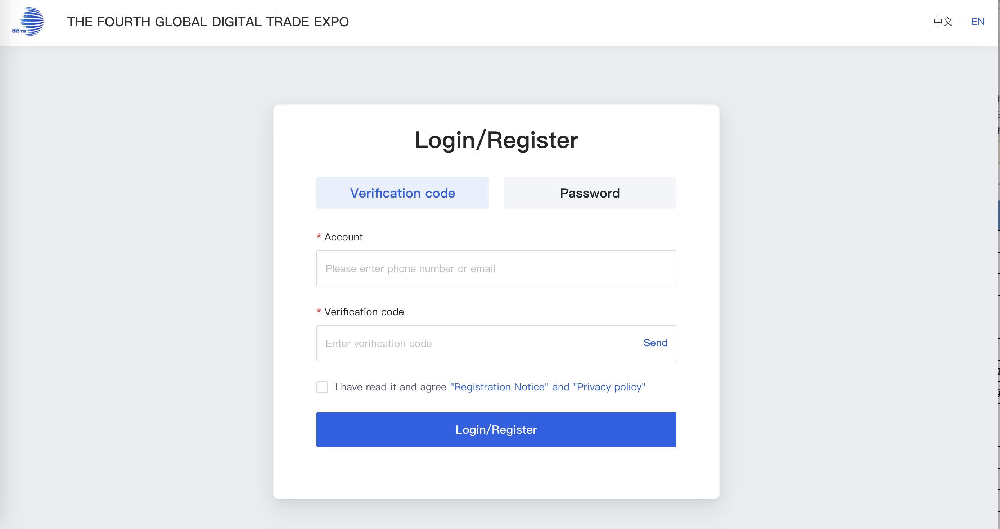 GDTE
THE FOURTH GLOBAL DIGITAL TRADE EXPO
中文
EN
Login/Register
Verification code
Password
* Account
Please enter phone number or email
* Verification code
Enter verification code
Send
I have read it and agree "Registration Notice" and "Privacy policy"
Login/Register